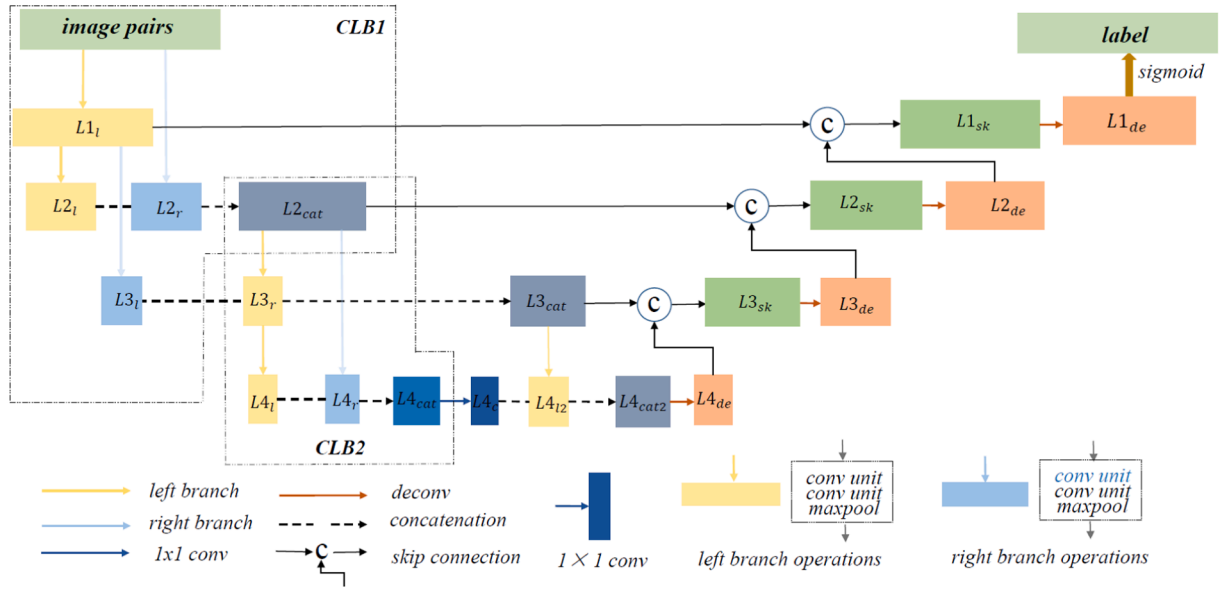 image pairs
CLB1
label
sigmoid
L1l
C
L1sk
L1de
L2l
L2r
L2cat
C
L2sk
L2de
L3l
L3r
L3cat
C
L3sk
L3de
L4l
L4r
L4cat
L4c
L4l2
L4cat2
L4de
CLB2
left branch
right branch
1x1 conv
deconv
concatenation
C
skip connection
1 × 1 conv
conv unit
conv unit
maxpool
left branch operations
conv unit
conv unit
maxpool
right branch operations